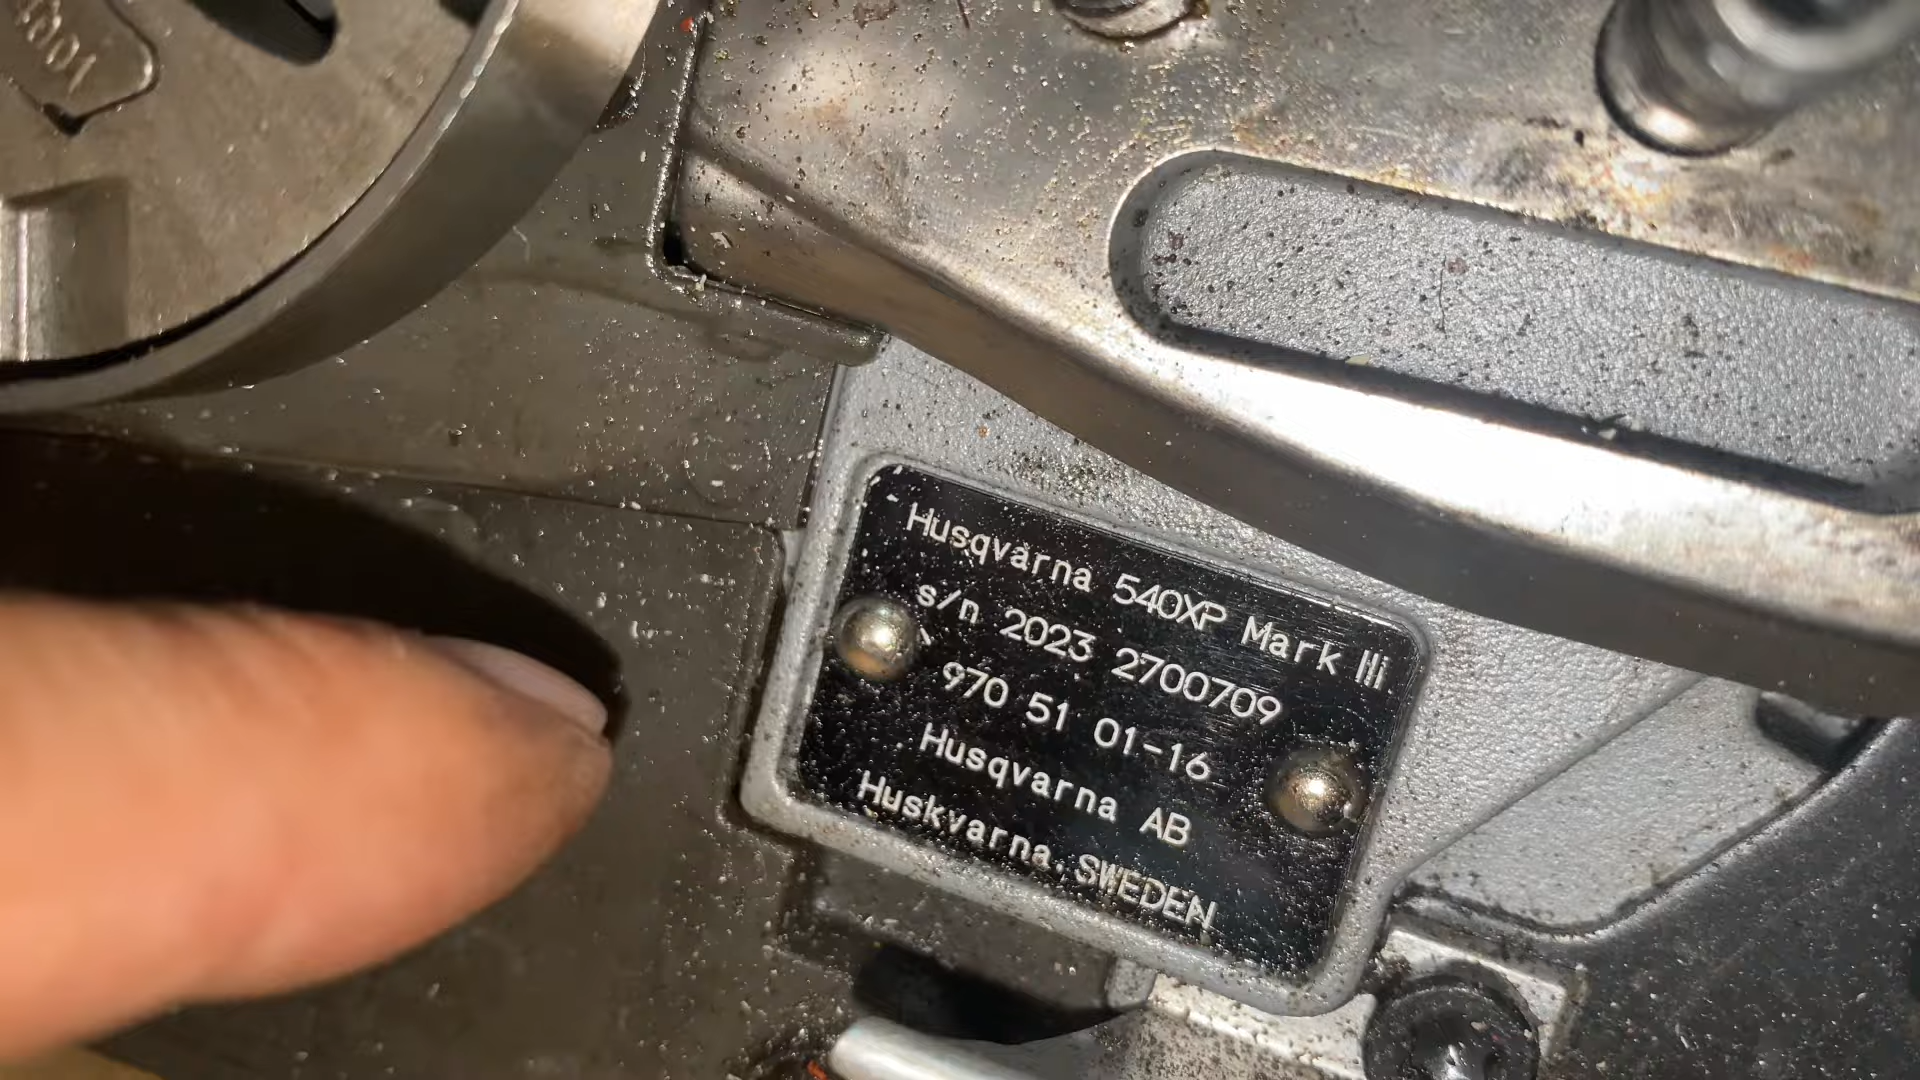 Husqvarna 540XP Mark III
s/n 2023 2700709
970 51 01-16
Husqvarna AB
Huskvarna, SWEDEN